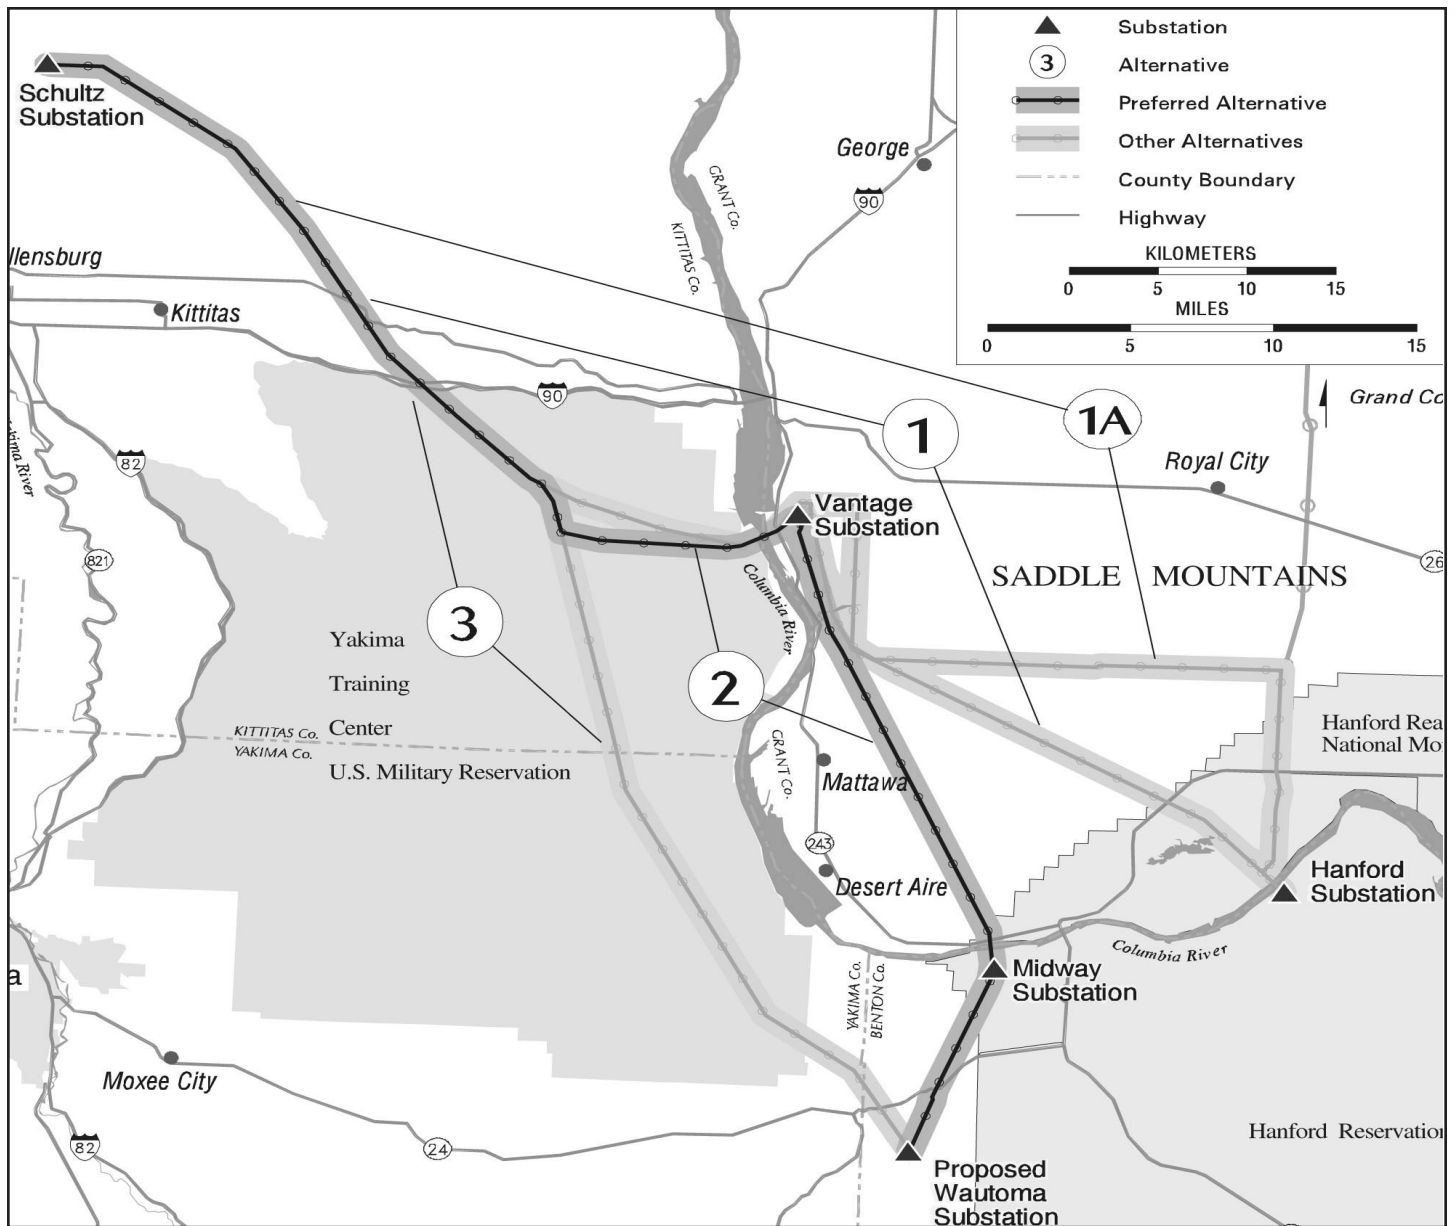 Schultz
Substation
Substation
3
Alternative
Preferred Alternative
Other Alternatives
County Boundary
Highway
KILOMETERS
0 5 10 15
MILES
0 5 10 15
George
90
GRANT Co.
KITTITAS Co.
llensburg
Kittitas
90
82
Yakima River
821
1
1A
Grand Co
Royal City
26
Vantage
Substation
SADDLE MOUNTAINS
Columbia River
3
2
Yakima
Training
Center
U.S. Military Reservation
KITTITAS Co.
YAKIMA Co.
GRANT Co.
Mattawa
243
Desert Aire
Hanford Rea
National Mo
Hanford
Substation
Columbia River
Midway
Substation
YAKIMA Co.
BENTON Co.
a
Moxee City
82
24
Hanford Reservation
Proposed
Wautoma
Substation